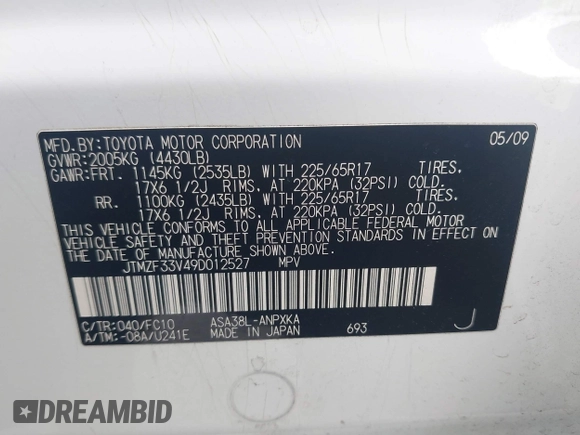 MFD.BY:TOYOTA MOTOR CORPORATION 05/09
GVWR:2005KG (4430LB)
GAWR:FRT. 1145KG (2535LB) WITH 225/65R17 TIRES,
17X6 1/2J RIMS, AT 220KPA (32PSI) COLD.
RR. 1100KG (2435LB) WITH 225/65R17 TIRES,
17X6 1/2J RIMS, AT 220KPA (32PSI) COLD.
THIS VEHICLE CONFORMS TO ALL APPLICABLE FEDERAL MOTOR
VEHICLE SAFETY AND THEFT PREVENTION STANDARDS IN EFFECT ON
THE DATE OF MANUFACTURE SHOWN ABOVE.
JTMZF33V49D012527 MPV
C/TR:040/FC10 ASA38L-ANPXKA
A/TM:-08A/U241E MADE IN JAPAN 693 J
DREAMBID